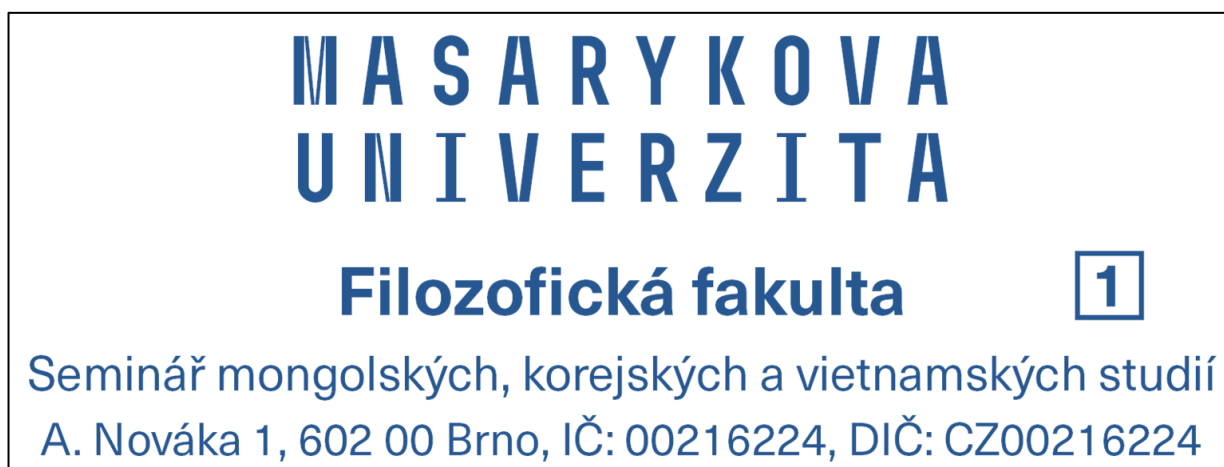 MASARYKOVA
UNIVERZITA
Filozofická fakulta 1
Seminář mongolských, korejských a vietnamských studií
A. Nováka 1, 602 00 Brno, IČ: 00216224, DIČ: CZ00216224